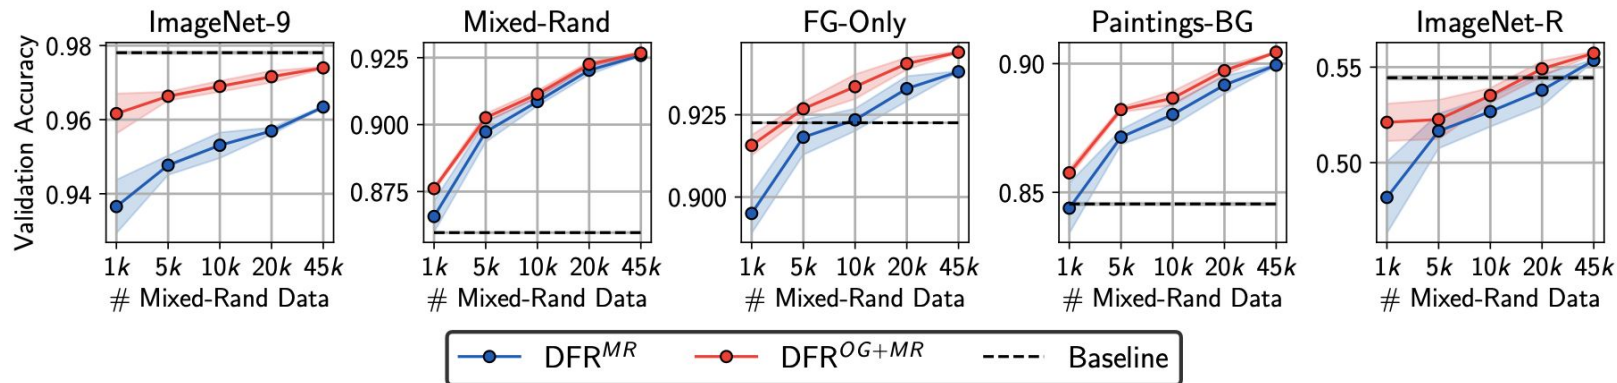 ImageNet-9
Mixed-Rand
FG-Only
Paintings-BG
ImageNet-R
Validation Accuracy
0.98
0.96
0.94
0.925
0.900
0.875
0.925
0.900
0.90
0.85
0.55
0.50
1k 5k 10k 20k 45k
1k 5k 10k 20k 45k
1k 5k 10k 20k 45k
1k 5k 10k 20k 45k
1k 5k 10k 20k 45k
# Mixed-Rand Data
# Mixed-Rand Data
# Mixed-Rand Data
# Mixed-Rand Data
# Mixed-Rand Data
DFR^MR
DFR^OG+MR
Baseline